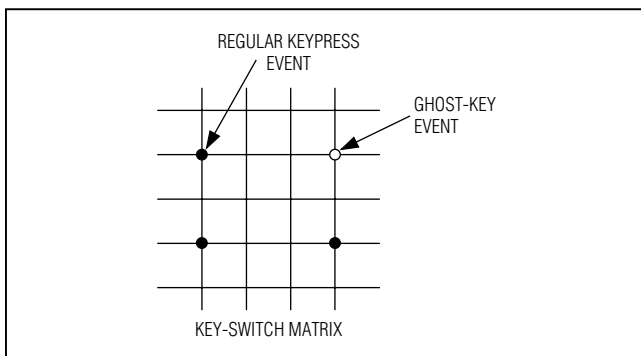 REGULAR KEYPRESS
EVENT
GHOST-KEY
EVENT
KEY-SWITCH MATRIX